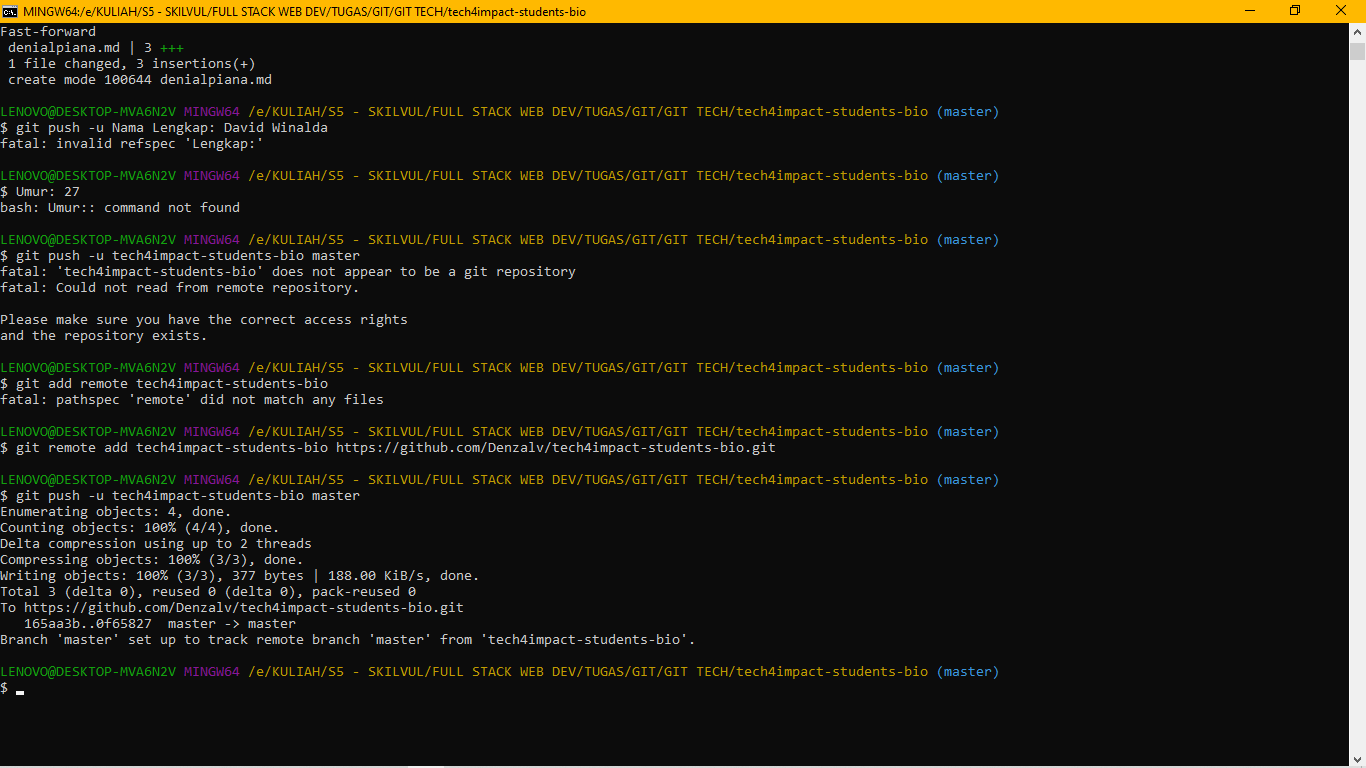 MINGW64:/e/KULIAH/S5 - SKILVUL/FULL STACK WEB DEV/TUGAS/GIT/GIT TECH/tech4impact-students-bio
Fast-forward
 denialpiana.md | 3 +++
 1 file changed, 3 insertions(+)
 create mode 100644 denialpiana.md
LENOVO@DESKTOP-MVA6N2V MINGW64 /e/KULIAH/S5 - SKILVUL/FULL STACK WEB DEV/TUGAS/GIT/GIT TECH/tech4impact-students-bio (master)
$ git push -u Nama Lengkap: David Winalda
fatal: invalid refspec 'Lengkap:'
LENOVO@DESKTOP-MVA6N2V MINGW64 /e/KULIAH/S5 - SKILVUL/FULL STACK WEB DEV/TUGAS/GIT/GIT TECH/tech4impact-students-bio (master)
$ Umur: 27
bash: Umur:: command not found
LENOVO@DESKTOP-MVA6N2V MINGW64 /e/KULIAH/S5 - SKILVUL/FULL STACK WEB DEV/TUGAS/GIT/GIT TECH/tech4impact-students-bio (master)
$ git push -u tech4impact-students-bio master
fatal: 'tech4impact-students-bio' does not appear to be a git repository
fatal: Could not read from remote repository.
Please make sure you have the correct access rights
and the repository exists.
LENOVO@DESKTOP-MVA6N2V MINGW64 /e/KULIAH/S5 - SKILVUL/FULL STACK WEB DEV/TUGAS/GIT/GIT TECH/tech4impact-students-bio (master)
$ git add remote tech4impact-students-bio
fatal: pathspec 'remote' did not match any files
LENOVO@DESKTOP-MVA6N2V MINGW64 /e/KULIAH/S5 - SKILVUL/FULL STACK WEB DEV/TUGAS/GIT/GIT TECH/tech4impact-students-bio (master)
$ git remote add tech4impact-students-bio https://github.com/Denzalv/tech4impact-students-bio.git
LENOVO@DESKTOP-MVA6N2V MINGW64 /e/KULIAH/S5 - SKILVUL/FULL STACK WEB DEV/TUGAS/GIT/GIT TECH/tech4impact-students-bio (master)
$ git push -u tech4impact-students-bio master
Enumerating objects: 4, done.
Counting objects: 100% (4/4), done.
Delta compression using up to 2 threads
Compressing objects: 100% (3/3), done.
Writing objects: 100% (3/3), 377 bytes | 188.00 KiB/s, done.
Total 3 (delta 0), reused 0 (delta 0), pack-reused 0
To https://github.com/Denzalv/tech4impact-students-bio.git
   165aa3b..0f65827  master -> master
Branch 'master' set up to track remote branch 'master' from 'tech4impact-students-bio'.
LENOVO@DESKTOP-MVA6N2V MINGW64 /e/KULIAH/S5 - SKILVUL/FULL STACK WEB DEV/TUGAS/GIT/GIT TECH/tech4impact-students-bio (master)
$